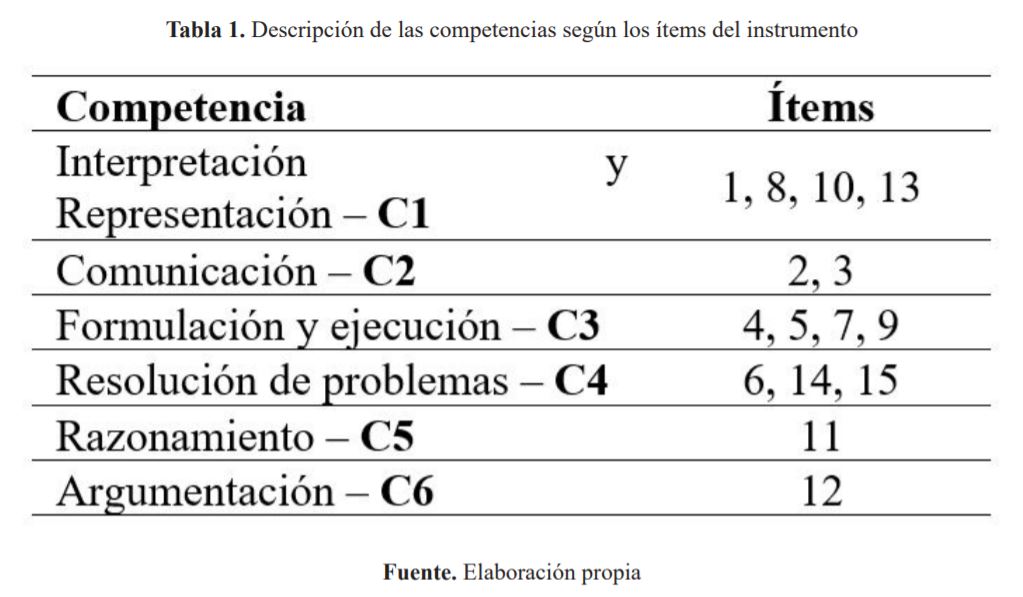 Tabla 1. Descripción de las competencias según los ítems del instrumento
Competencia Ítems
Interpretación y
Representación – C1 1, 8, 10, 13
Comunicación – C2 2, 3
Formulación y ejecución – C3 4, 5, 7, 9
Resolución de problemas – C4 6, 14, 15
Razonamiento – C5 11
Argumentación – C6 12
Fuente. Elaboración propia